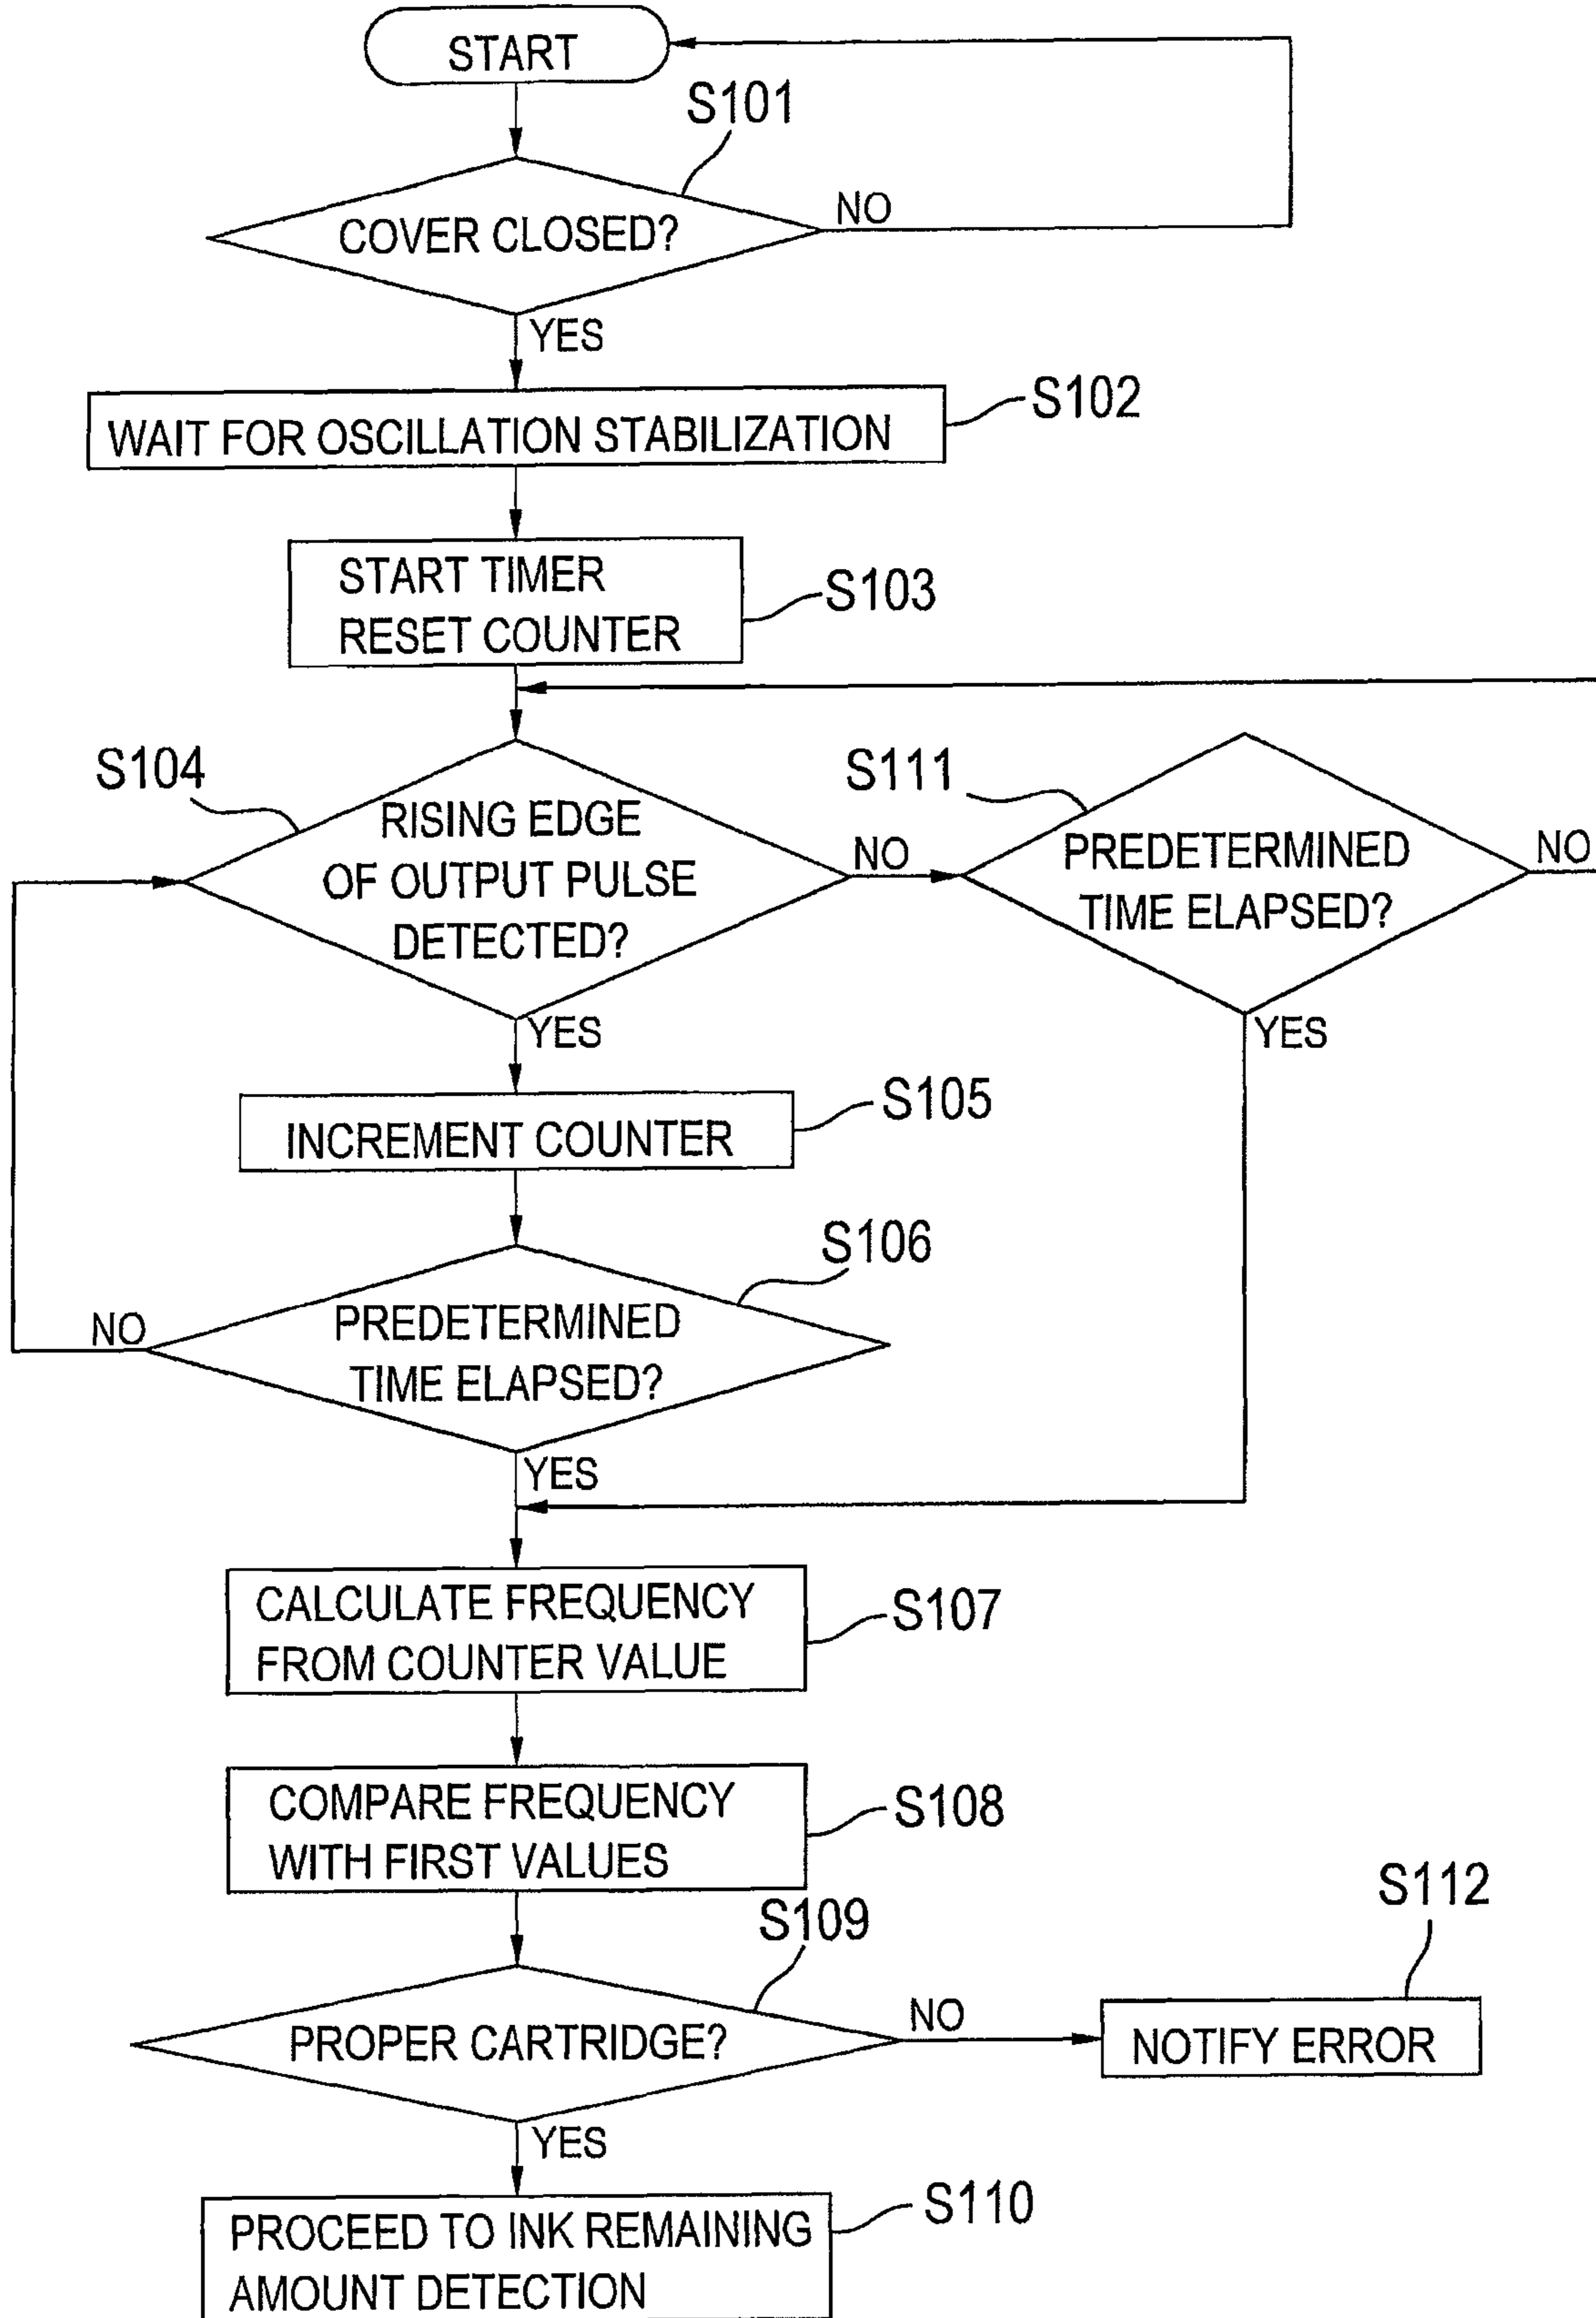 START
S101
COVER CLOSED?
NO
YES
WAIT FOR OSCILLATION STABILIZATION
S102
START TIMER
RESET COUNTER
S103
S104
RISING EDGE
OF OUTPUT PULSE
DETECTED?
NO
YES
S111
PREDETERMINED
TIME ELAPSED?
NO
YES
INCREMENT COUNTER
S105
S106
PREDETERMINED
TIME ELAPSED?
NO
YES
CALCULATE FREQUENCY
FROM COUNTER VALUE
S107
COMPARE FREQUENCY
WITH FIRST VALUES
S108
S109
PROPER CARTRIDGE?
NO
S112
NOTIFY ERROR
YES
PROCEED TO INK REMAINING
AMOUNT DETECTION
S110